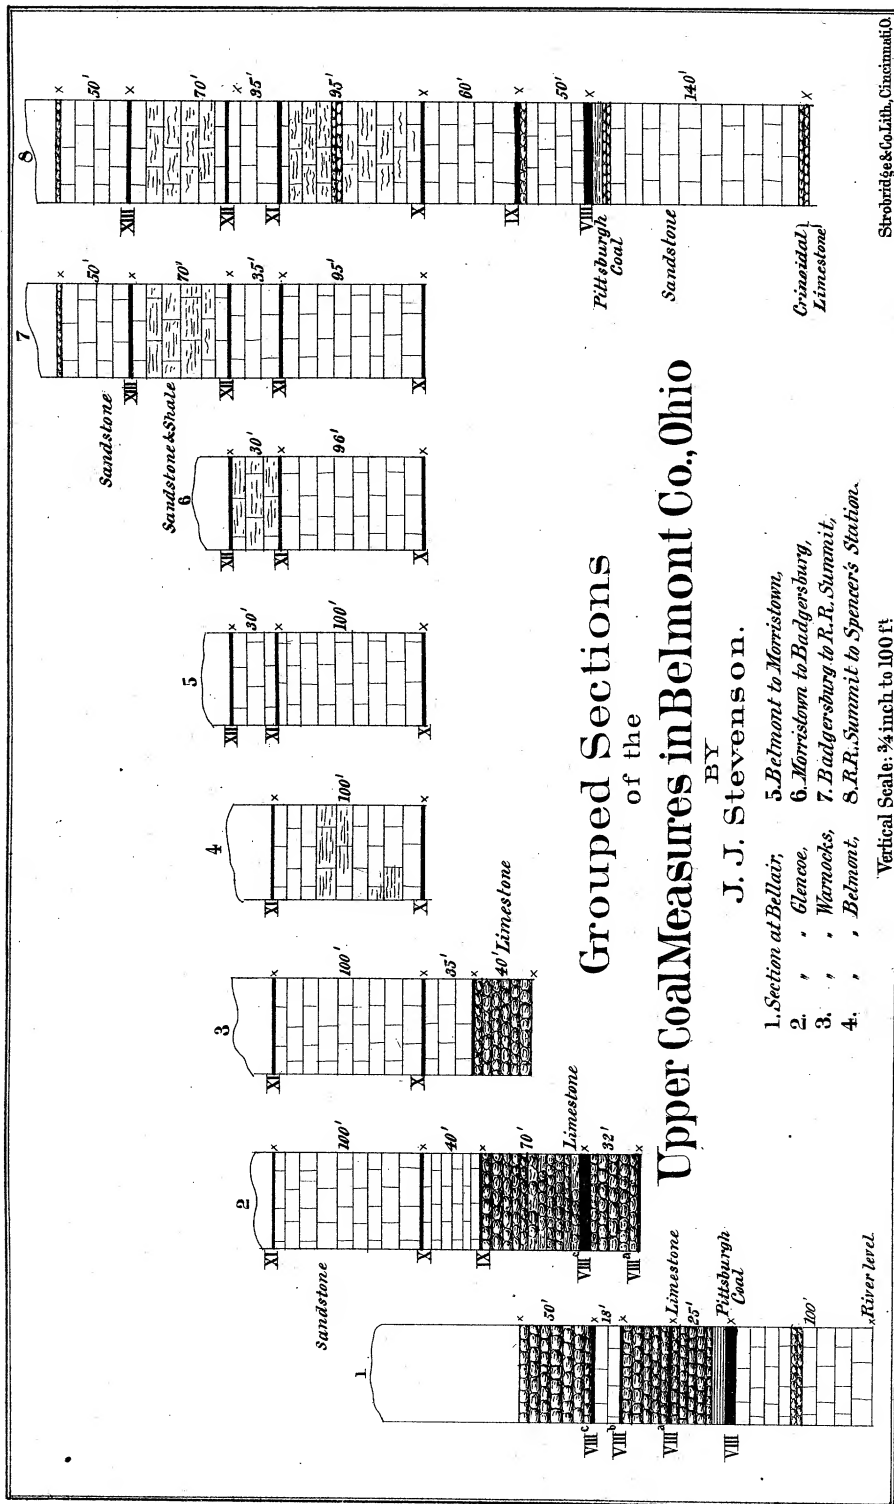 1
50'
VIIIc
18'
VIIIb
Limestone
VIIIa
25'
Pittsburgh
Coal
VIII
100'
River level
Sandstone
2
XI
100'
X
40'
IX
70'
Limestone
VIIIc
32'
VIIIa
3
XI
100'
X
35'
40' Limestone
4
XI
100'
X
5
XII
30'
XI
100'
X
6
XII
30'
XI
96'
X
Sandstone
Sandstone & Shale
7
50'
XIII
70'
XII
35'
XI
95'
X
8
50'
XIII
70'
XII
35'
XI
95'
X
60'
IX
50'
VIII
Pittsburgh
Coal
Sandstone
140'
Crinoidal
Limestone
Grouped Sections
of the
Upper Coal Measures in Belmont Co., Ohio
BY
J. J. Stevenson.
1. Section at Bellair,
2. " " Glencoe,
3. " " Warnocks,
4. " " Belmont,
5. Belmont to Morristown,
6. Morristown to Badgersburg,
7. Badgersburg to R.R. Summit,
8. R.R. Summit to Spencer's Station.
Vertical Scale: ¾ inch to 100 ft.
Strobridge & Co. Lith, Cincinnati, O.